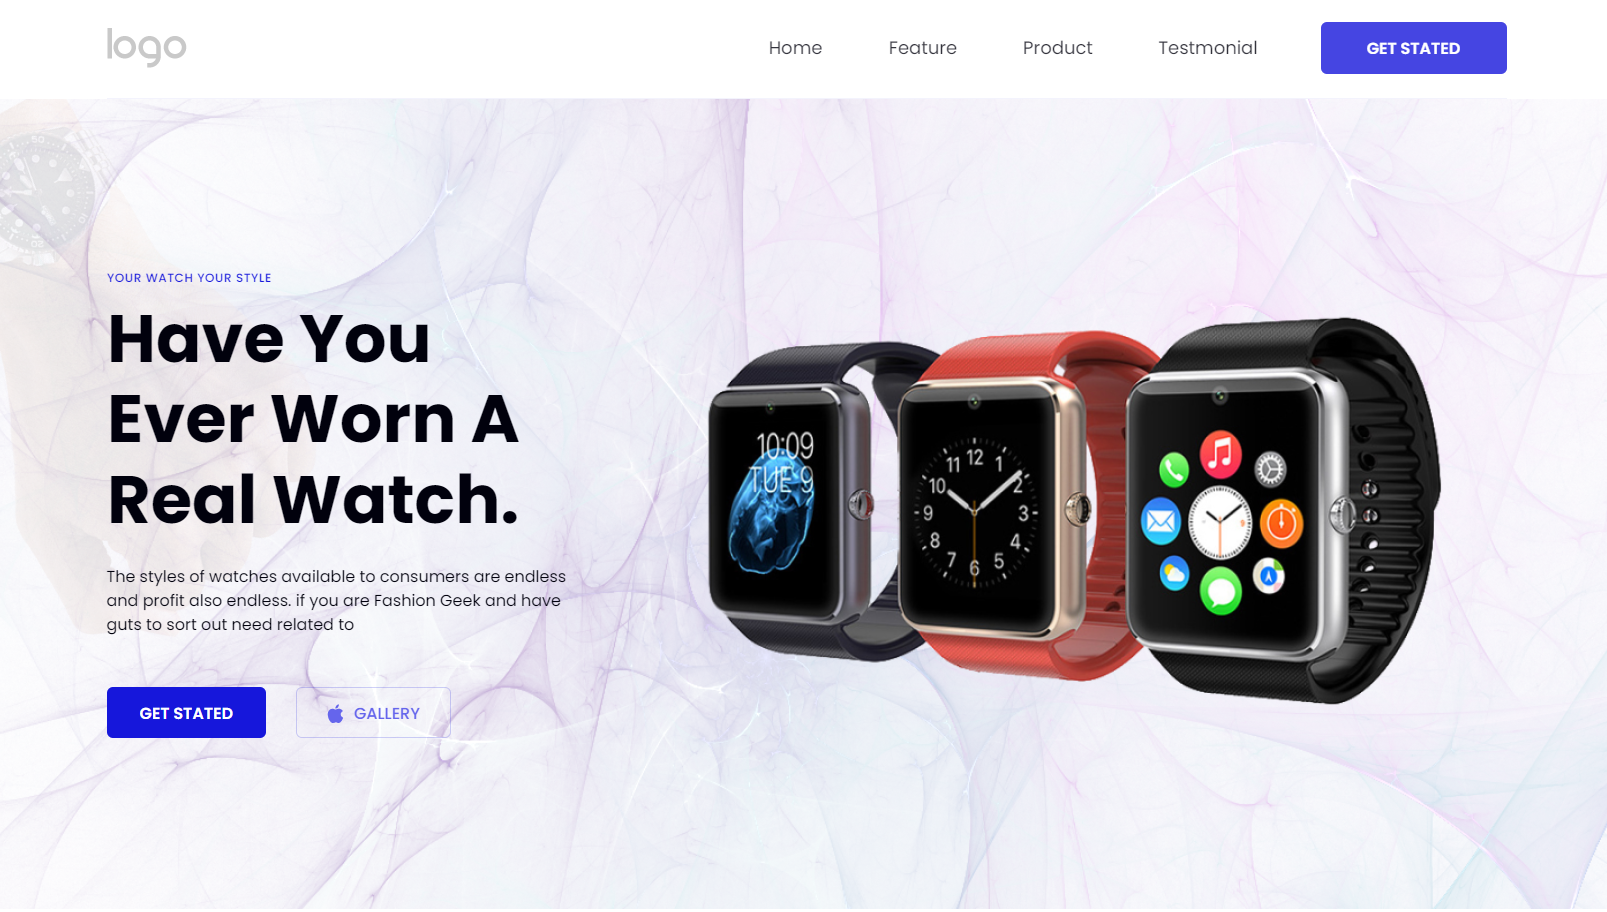 logo
Home Feature Product Testmonial GET STATED
YOUR WATCH YOUR STYLE
Have You
Ever Worn A
Real Watch.
The styles of watches available to consumers are endless
and profit also endless. if you are Fashion Geek and have
guts to sort out need related to
GET STATED GALLERY
10:09
TUE 9
12
11 1
10 2
9 3
8 4
7 5
6
9